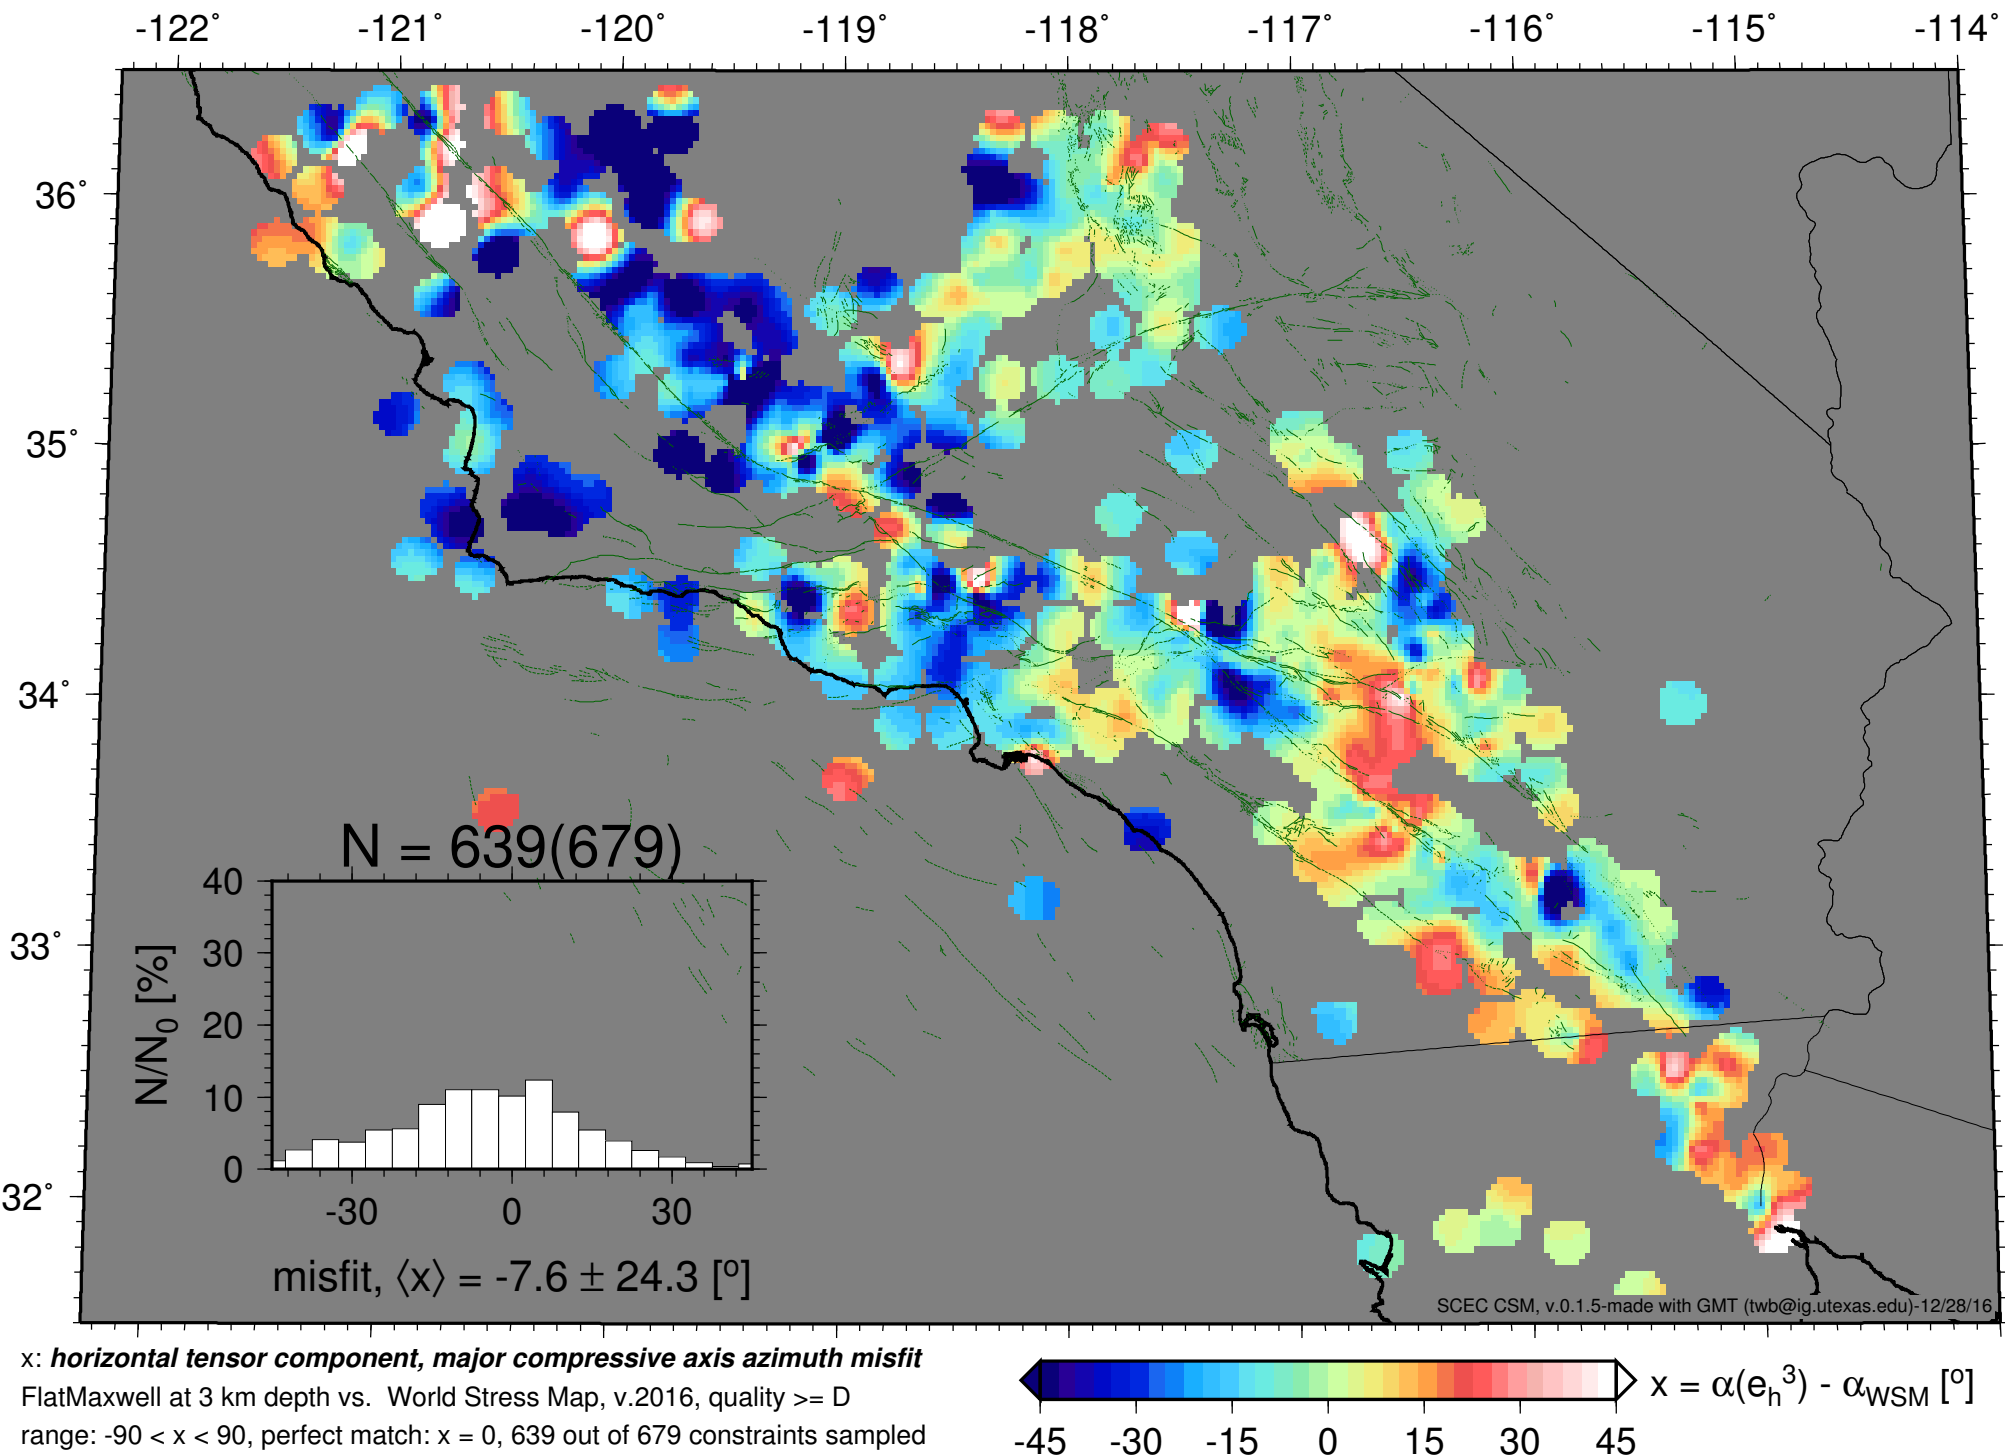 -122° -121° -120° -119° -118° -117° -116° -115° -114°
36°
35°
34°
33°
32°
N = 639(679)
40
30
20
10
0
N/N0 [%]
-30 0 30
misfit, ⟨x⟩ = -7.6 ± 24.3 [o]
SCEC CSM, v.0.1.5-made with GMT (twb@ig.utexas.edu)-12/28/16
x: horizontal tensor component, major compressive axis azimuth misfit
FlatMaxwell at 3 km depth vs. World Stress Map, v.2016, quality >= D
range: -90 < x < 90, perfect match: x = 0, 639 out of 679 constraints sampled
x = α(eh3) - αWSM [o]
-45 -30 -15 0 15 30 45